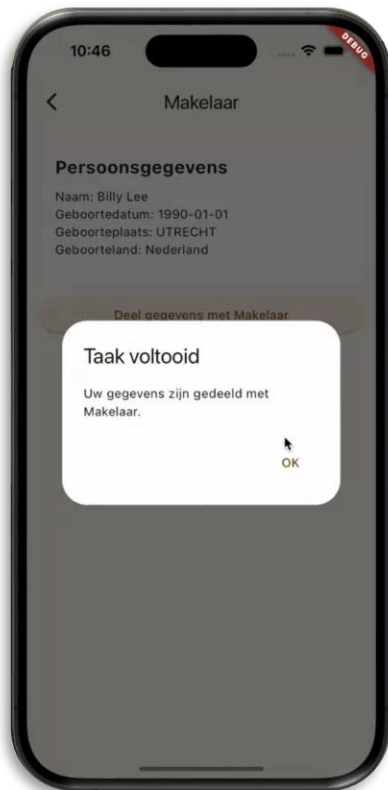 10:46
DEBUG
Makelaar
Persoonsgegevens
Naam: Billy Lee
Geboortedatum: 1990-01-01
Geboorteplaats: UTRECHT
Geboorteland: Nederland
Deel gegevens met Makelaar
Taak voltooid
Uw gegevens zijn gedeeld met
Makelaar.
OK